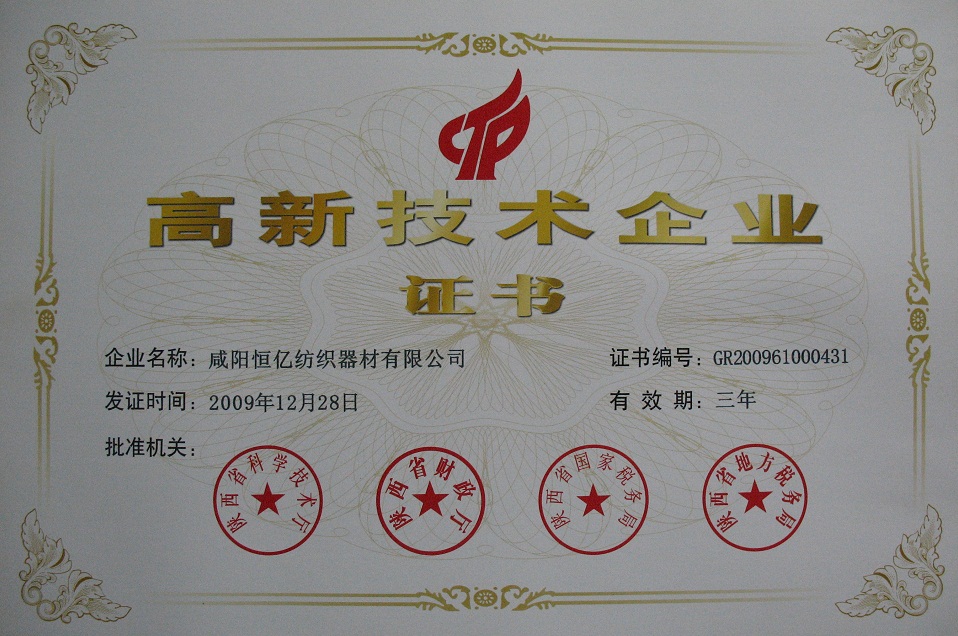 CTP
高新技术企业
证书
企业名称：咸阳恒亿纺织器材有限公司
证书编号：GR200961000431
发证时间：2009年12月28日
有效期：三年
批准机关：
陕西省科学技术厅
陕西省财政厅
陕西省国家税务局
陕西省地方税务局